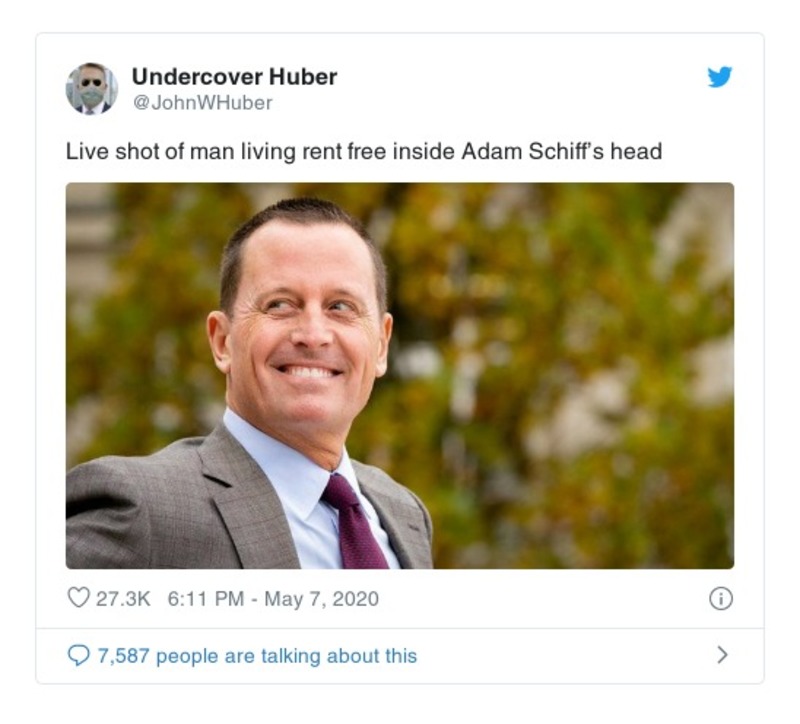 Undercover Huber
@JohnWHuber
Live shot of man living rent free inside Adam Schiff's head
27.3K 6:11 PM - May 7, 2020
7,587 people are talking about this